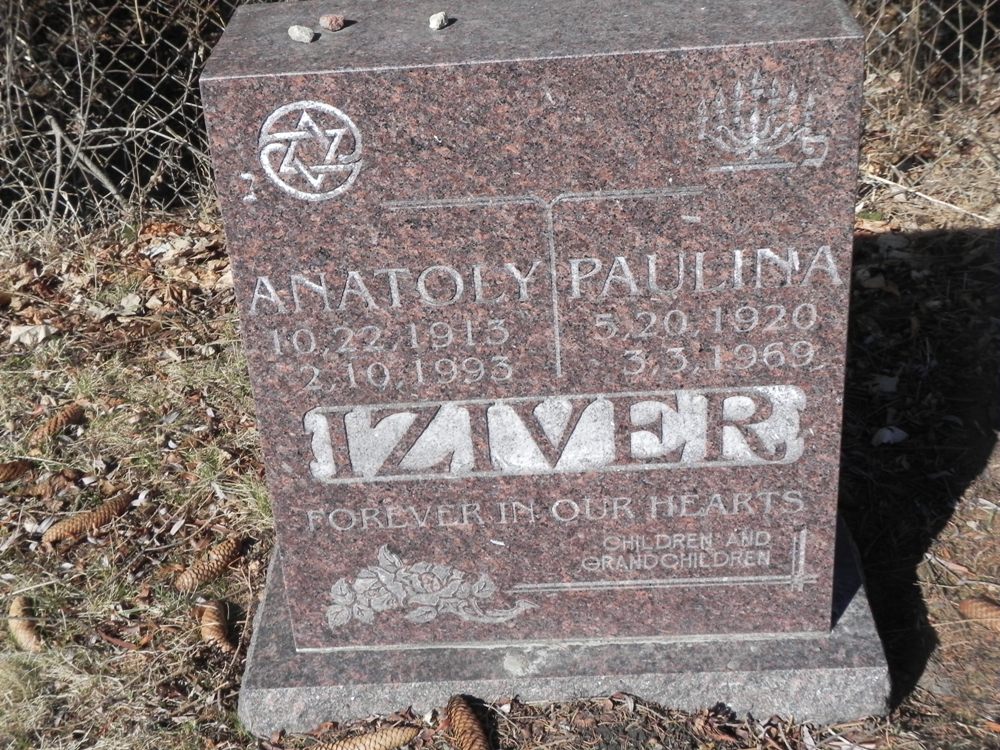 פ נ
ANATOLY
10.22.1913
2.10.1993
PAULINA
5.20.1920
3.3.1969.
IZIVER
FOREVER IN OUR HEARTS
CHILDREN AND
GRANDCHILDREN